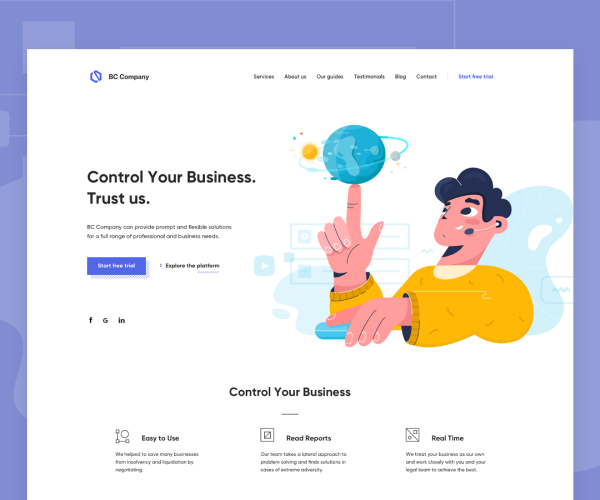 BC Company
Services About us Our guides Testimonials Blog Contact Start free trial
Control Your Business.
Trust us.
BC Company can provide prompt and flexible solutions
for a full range of professional and business needs.
Start free trial
Explore the platform
f G in
Control Your Business
Easy to Use
We helped to save many businesses
from insolvency and liquidation by
negotiating.
Read Reports
Our team takes a lateral approach to
problem solving and finds solutions in
cases of extreme adversity.
Real Time
We treat your business as our own
and work closely with you and your
legal team to achieve the best.